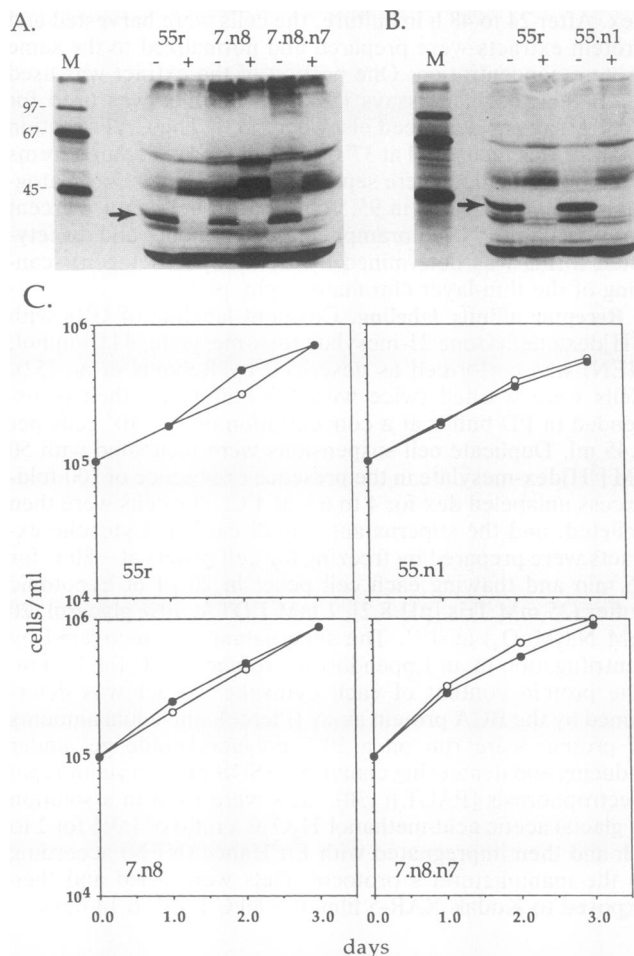 A.
55r 7.n8 7.n8.n7
M - + - + - +
97-
67-
45-
B.
55r 55.n1
M - + - +
C.
cells/ml
10⁶
10⁵
10⁴
55r
55.n1
10⁶
10⁵
10⁴
7.n8
7.n8.n7
0.0 1.0 2.0 3.0 0.0 1.0 2.0 3.0
days